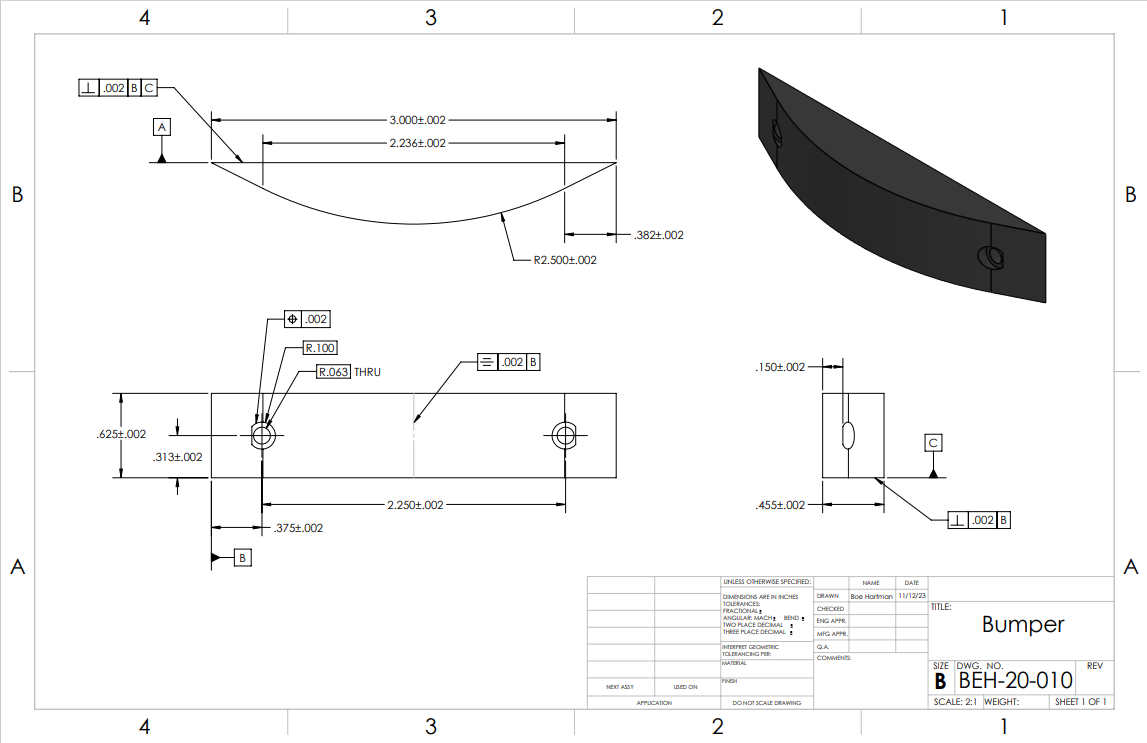 4 3 2 1
⊥ .002 B C
A
3.000±.002
2.236±.002
B B
.382±.002
R2.500±.002
⌖ .002
R.100
R.063 THRU
⌯ .002 B
.150±.002
.625±.002
.313±.002
C
2.250±.002
.455±.002
.375±.002
⊥ .002 B
B
A A
UNLESS OTHERWISE SPECIFIED:
DIMENSIONS ARE IN INCHES
TOLERANCES:
FRACTIONAL±
ANGULAR: MACH± BEND ±
TWO PLACE DECIMAL ±
THREE PLACE DECIMAL ±
INTERPRET GEOMETRIC
TOLERANCING PER:
MATERIAL
FINISH
NEXT ASSY USED ON
APPLICATION DO NOT SCALE DRAWING
NAME DATE
DRAWN Boe Hartman 11/12/23
CHECKED
ENG APPR.
MFG APPR.
Q.A.
COMMENTS:
TITLE:
Bumper
SIZE DWG. NO. REV
B BEH-20-010
SCALE: 2:1 WEIGHT: SHEET 1 OF 1
4 3 2 1